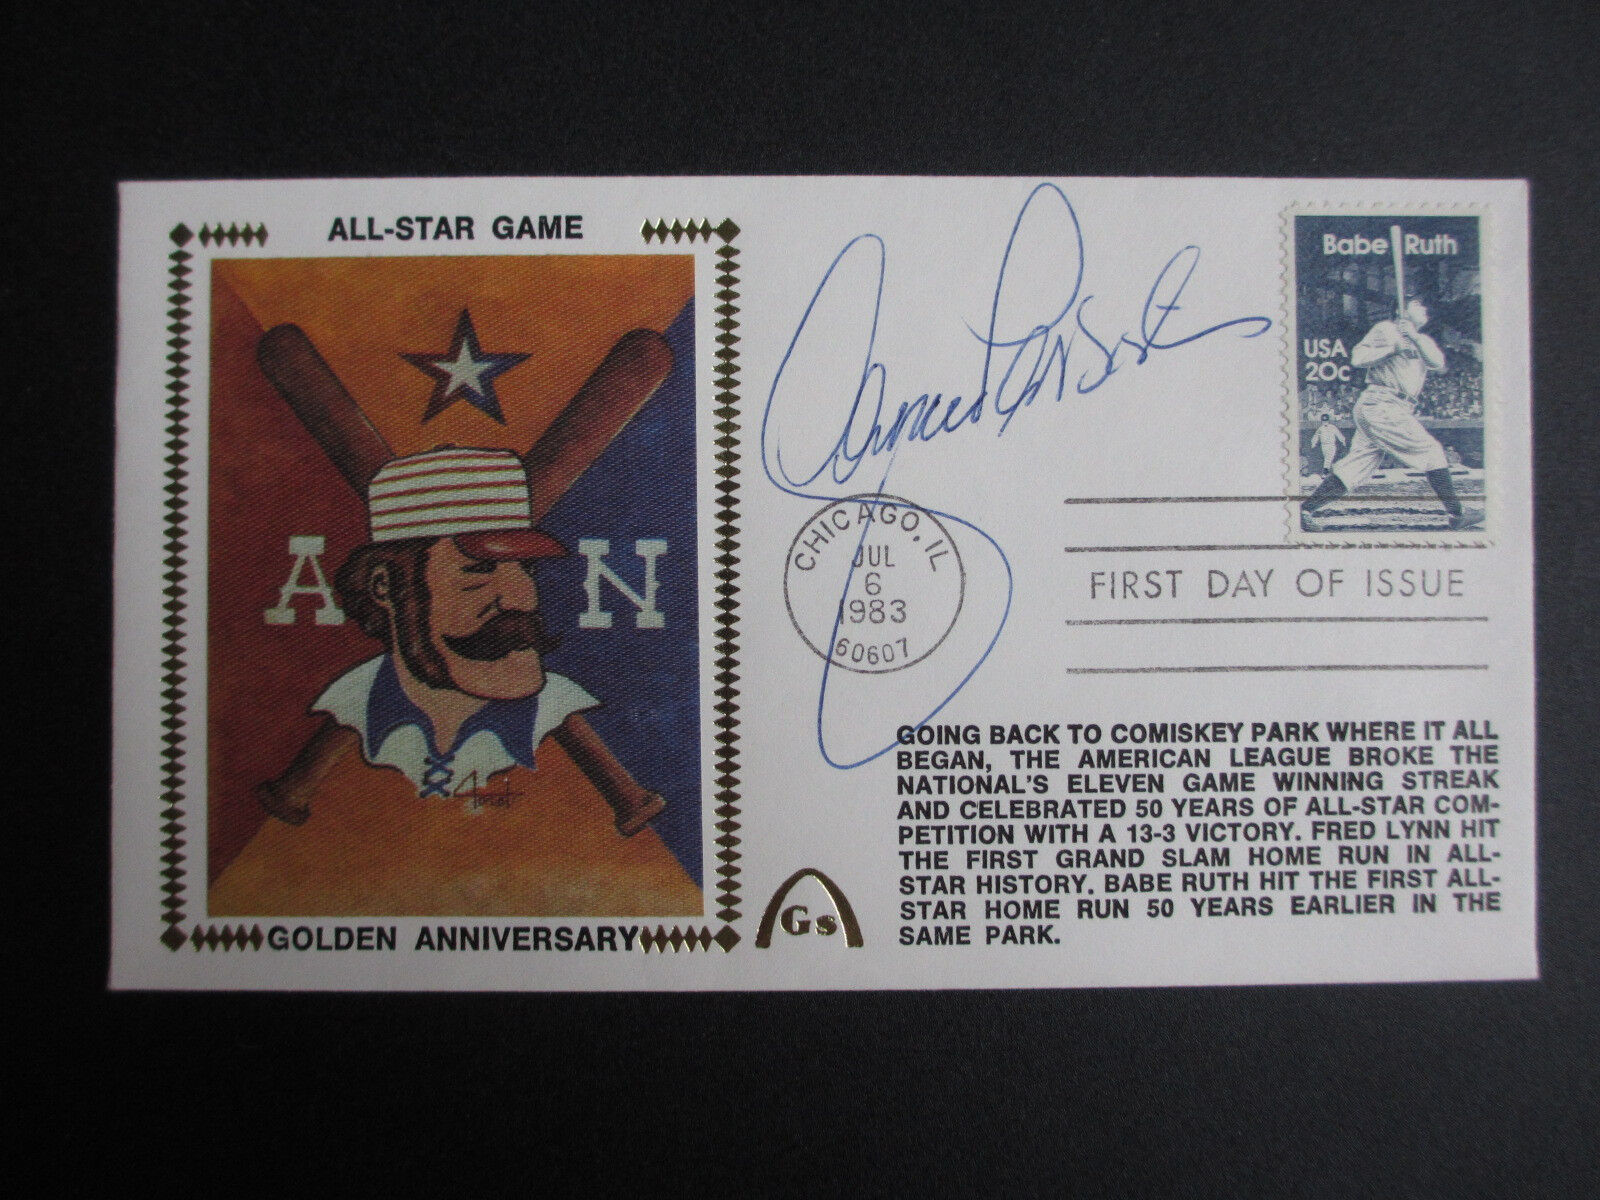 ALL-STAR GAME
A N
GOLDEN ANNIVERSARY
Babe Ruth
USA
20c
CHICAGO, IL
JUL
6
1983
60607
FIRST DAY OF ISSUE
GOING BACK TO COMISKEY PARK WHERE IT ALL
BEGAN, THE AMERICAN LEAGUE BROKE THE
NATIONAL'S ELEVEN GAME WINNING STREAK
AND CELEBRATED 50 YEARS OF ALL-STAR COM-
PETITION WITH A 13-3 VICTORY. FRED LYNN HIT
THE FIRST GRAND SLAM HOME RUN IN ALL-
STAR HISTORY. BABE RUTH HIT THE FIRST ALL-
STAR HOME RUN 50 YEARS EARLIER IN THE
SAME PARK.
Gs